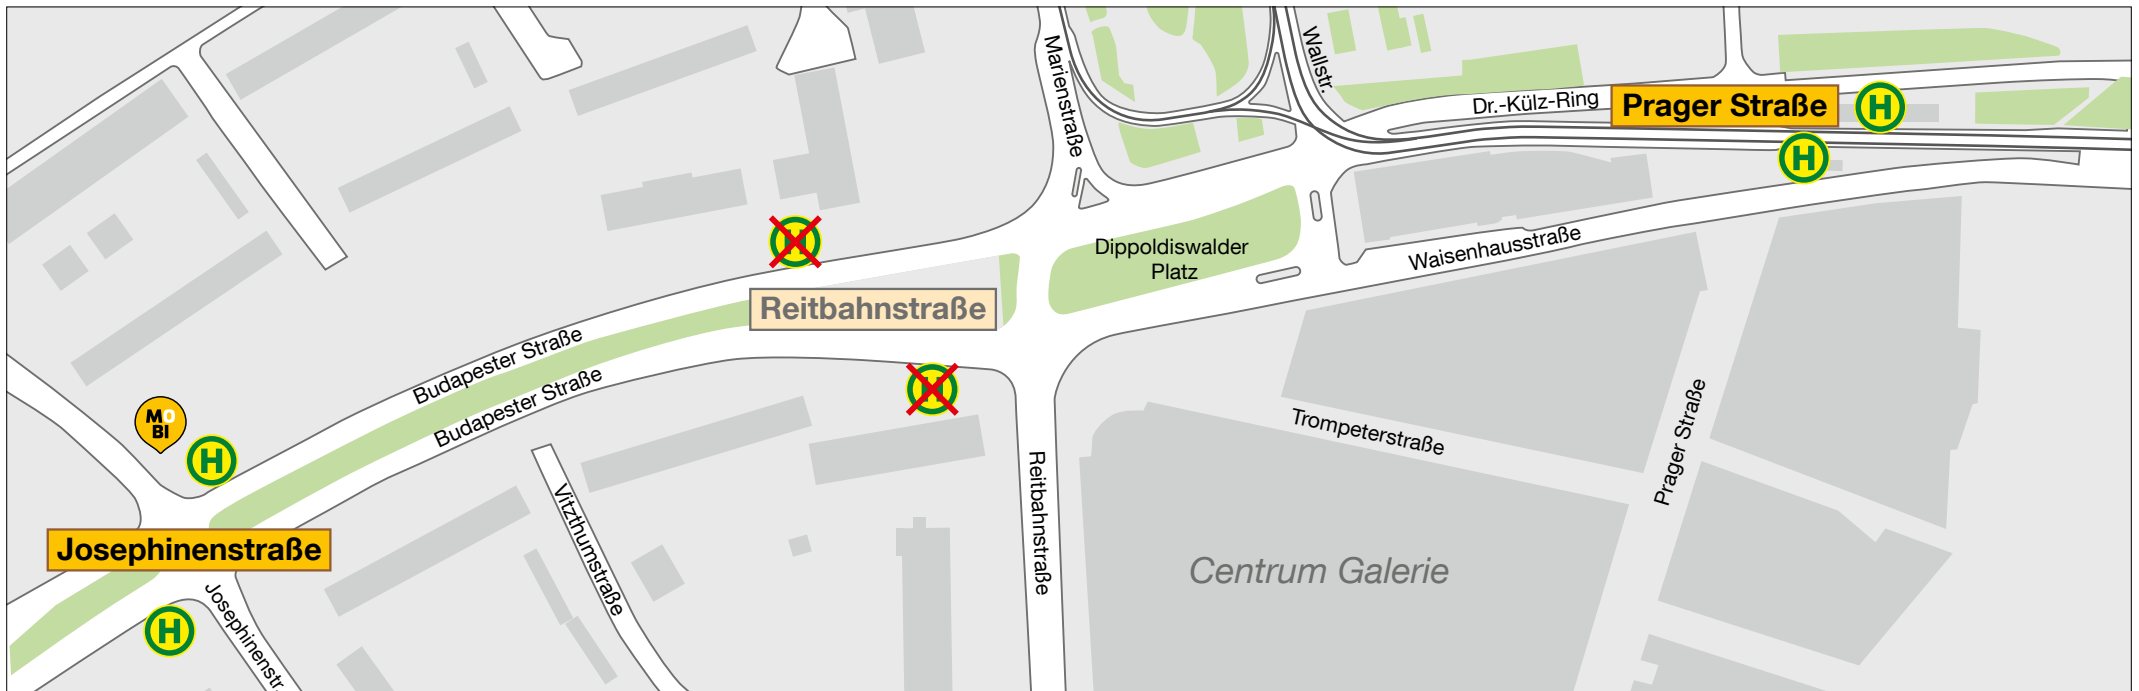 Marienstraße
Wallstr.
Dr.-Külz-Ring
Prager Straße
H
H
H
Dippoldiswalder
Platz
Waisenhausstraße
Reitbahnstraße
Budapester Straße
Budapester Straße
H
MO
BI
H
Trompeterstraße
Prager Straße
Reitbahnstraße
Vitzthumstraße
Josephinenstraße
Centrum Galerie
H
Josephinenstr.